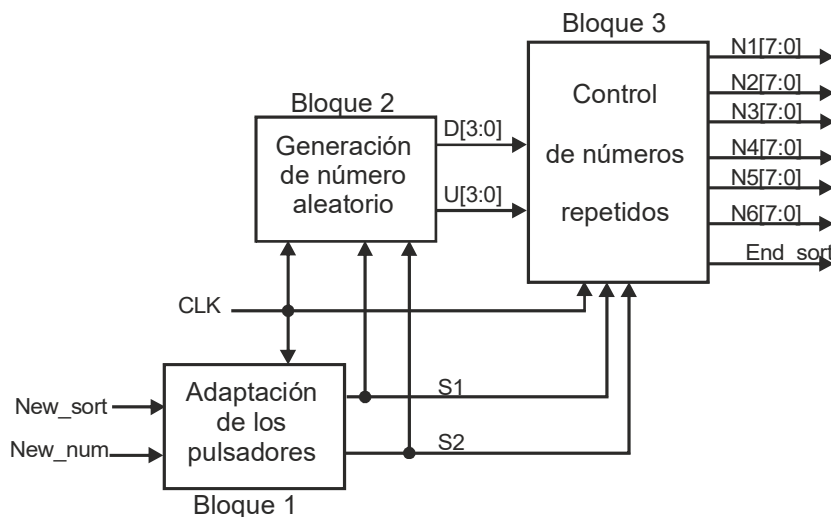 Bloque 3
N1[7:0]
N2[7:0]
N3[7:0]
N4[7:0]
N5[7:0]
N6[7:0]
End_sort
Control
de números
repetidos
Bloque 2
Generación
de número
aleatorio
D[3:0]
U[3:0]
CLK
New_sort
New_num
Adaptación
de los
pulsadores
S1
S2
Bloque 1